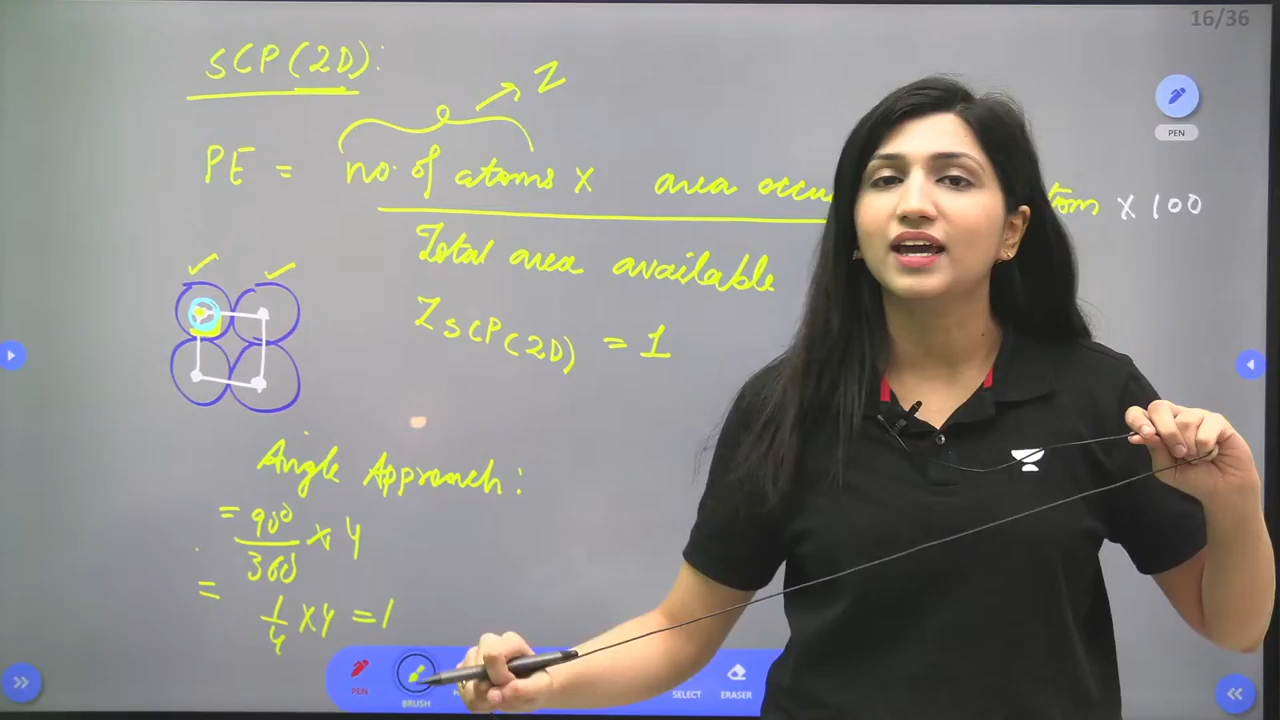 16/36
SCP(2D):
Z
PEN
PE = no. of atoms x area occu tom x 100
Total area available
Z SCP(2D) = 1
Angle Approach:
= 90°/360 x 4
= 1/4 x 4 = 1
PEN
BRUSH
SELECT
ERASER